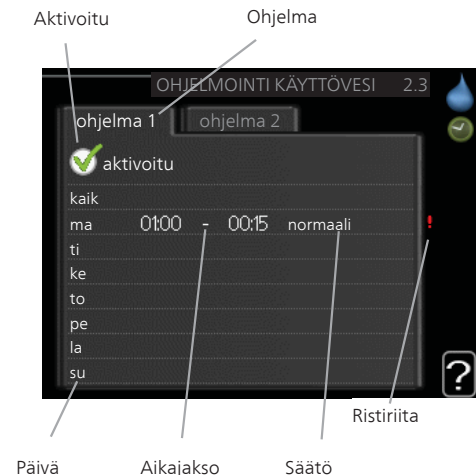 Aktivoitu Ohjelma
OHJELMOINTI KÄYTTÖVESI 2.3
ohjelma 1 ohjelma 2
aktivoitu
kaik
ma 01:00 - 00:15 normaali !
ti
ke
to
pe
la
su
?
Ristiriita
Päivä Aikajakso Säätö